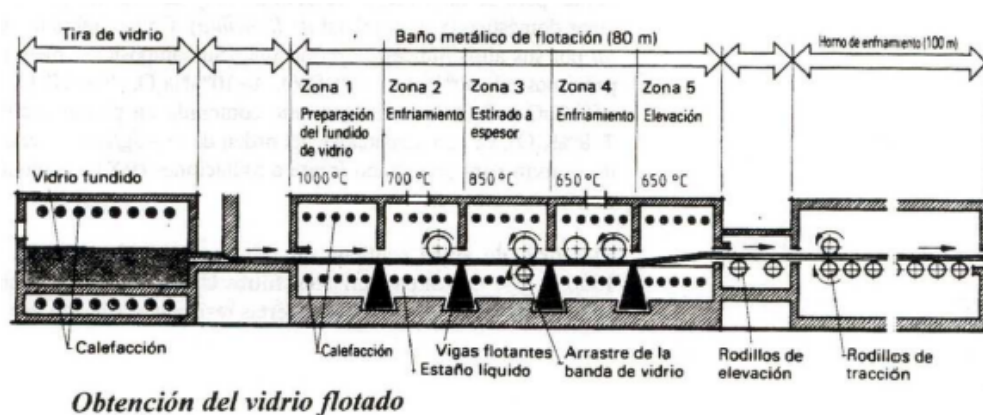 Tira de vidrio
Baño metálico de flotación (80 m)
Horno de enfriamiento (100 m)
Zona 1
Zona 2
Zona 3
Zona 4
Zona 5
Preparación
del fundido
de vidrio
Enfriamiento
Estirado a
espesor
Enfriamiento
Elevación
Vidrio fundido
1000 °C
700 °C
850 °C
650 °C
650 °C
Calefacción
Calefacción
Vigas flotantes
Estaño líquido
Arrastre de la
banda de vidrio
Rodillos de
elevación
Rodillos de
tracción
Obtención del vidrio flotado